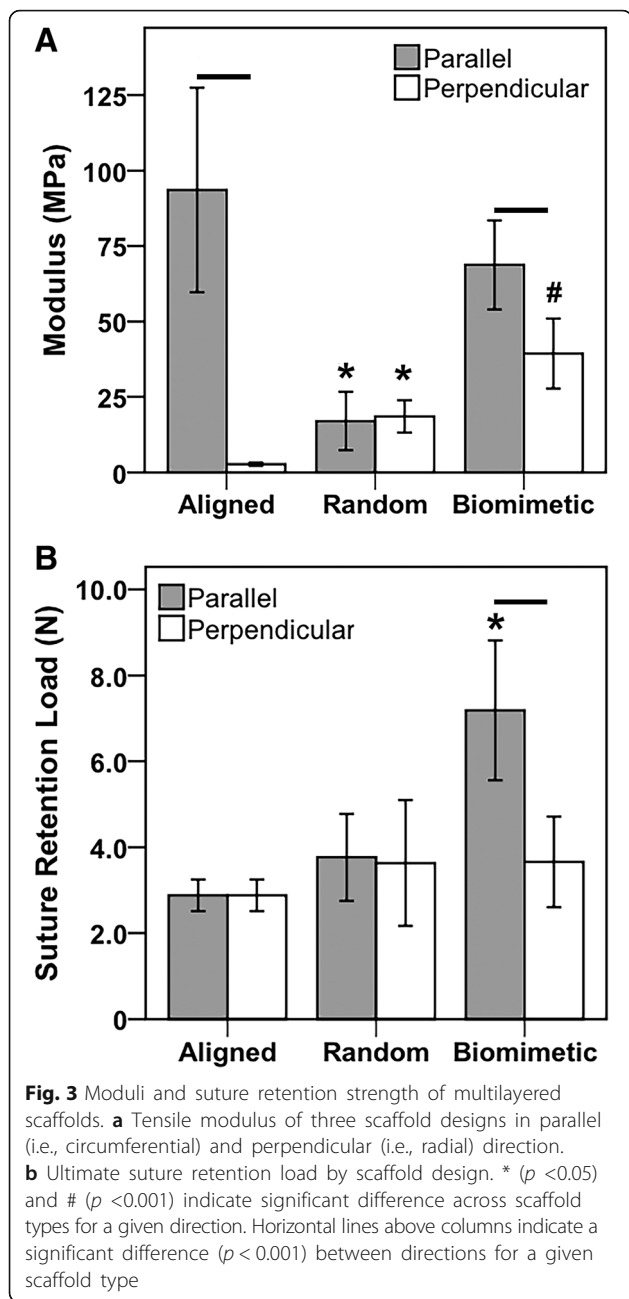 A
Parallel
Perpendicular
Modulus (MPa)
125
100
75
50
25
0
* * #
Aligned Random Biomimetic
B
Parallel
Perpendicular
Suture Retention Load (N)
10.0
8.0
6.0
4.0
2.0
0
*
Aligned Random Biomimetic
Fig. 3 Moduli and suture retention strength of multilayered
scaffolds. a Tensile modulus of three scaffold designs in parallel
(i.e., circumferential) and perpendicular (i.e., radial) direction.
b Ultimate suture retention load by scaffold design. * (p <0.05)
and # (p <0.001) indicate significant difference across scaffold
types for a given direction. Horizontal lines above columns indicate a
significant difference (p < 0.001) between directions for a given
scaffold type